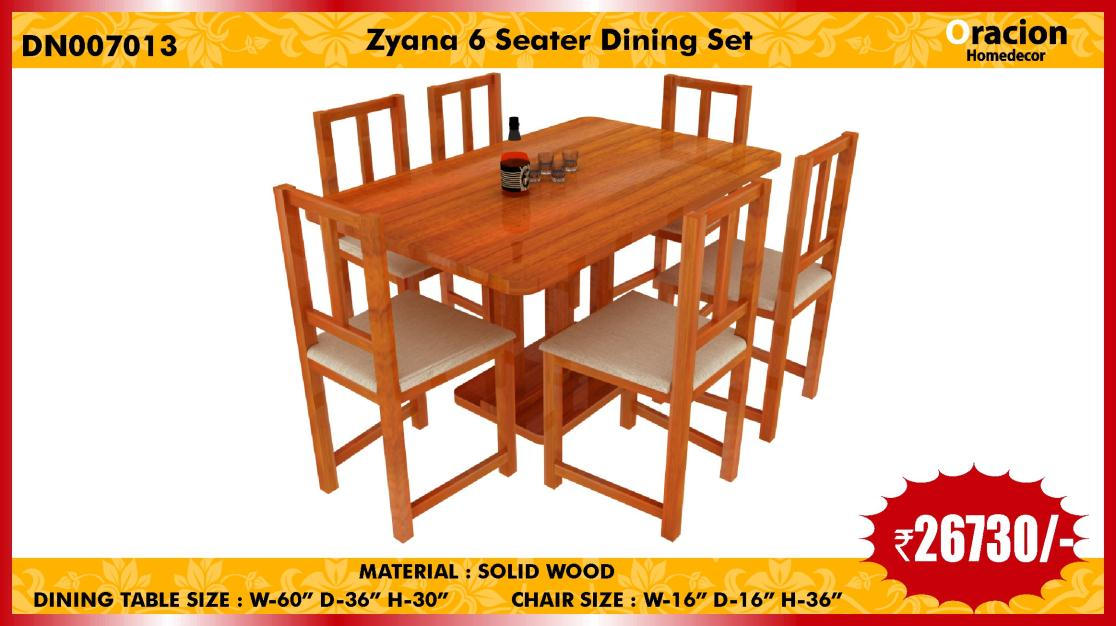 DN007013
Zyana 6 Seater Dining Set
Oracion
Homedecor
₹26730/-
MATERIAL : SOLID WOOD
DINING TABLE SIZE : W-60” D-36” H-30”
CHAIR SIZE : W-16” D-16” H-36”